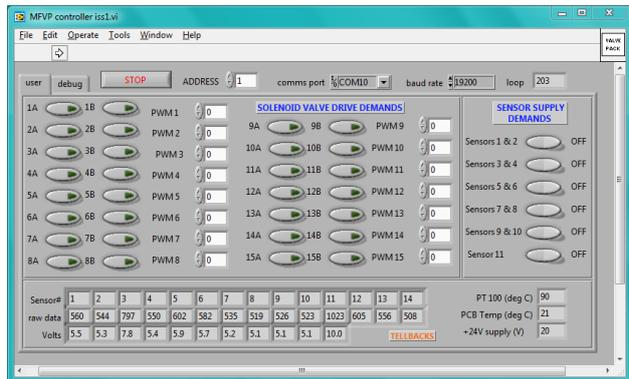 MFVP controller iss1.vi
File Edit Operate Tools Window Help
VALVE PACK
user debug STOP ADDRESS 1 comms port COM10 baud rate 19200 loop 203
SOLENOID VALVE DRIVE DEMANDS
SENSOR SUPPLY DEMANDS
1A 1B PWM 1 0
2A 2B PWM 2 0
3A 3B PWM 3 0
4A 4B PWM 4 0
5A 5B PWM 5 0
6A 6B PWM 6 0
7A 7B PWM 7 0
8A 8B PWM 8 0
9A 9B PWM 9 0
10A 10B PWM 10 0
11A 11B PWM 11 0
12A 12B PWM 12 0
13A 13B PWM 13 0
14A 14B PWM 14 0
15A 15B PWM 15 0
Sensors 1 & 2 OFF
Sensors 3 & 4 OFF
Sensors 5 & 6 OFF
Sensors 7 & 8 OFF
Sensors 9 & 10 OFF
Sensor 11 OFF
Sensor# 1 2 3 4 5 6 7 8 9 10 11 12 13 14
raw data 560 544 797 550 602 582 535 519 526 523 1023 605 556 508
Volts 5.5 5.3 7.8 5.4 5.9 5.7 5.2 5.1 5.1 5.1 10.0
TELLBACKS
PT 100 (deg C) 90
PCB Temp (deg C) 21
+24V supply (V) 20